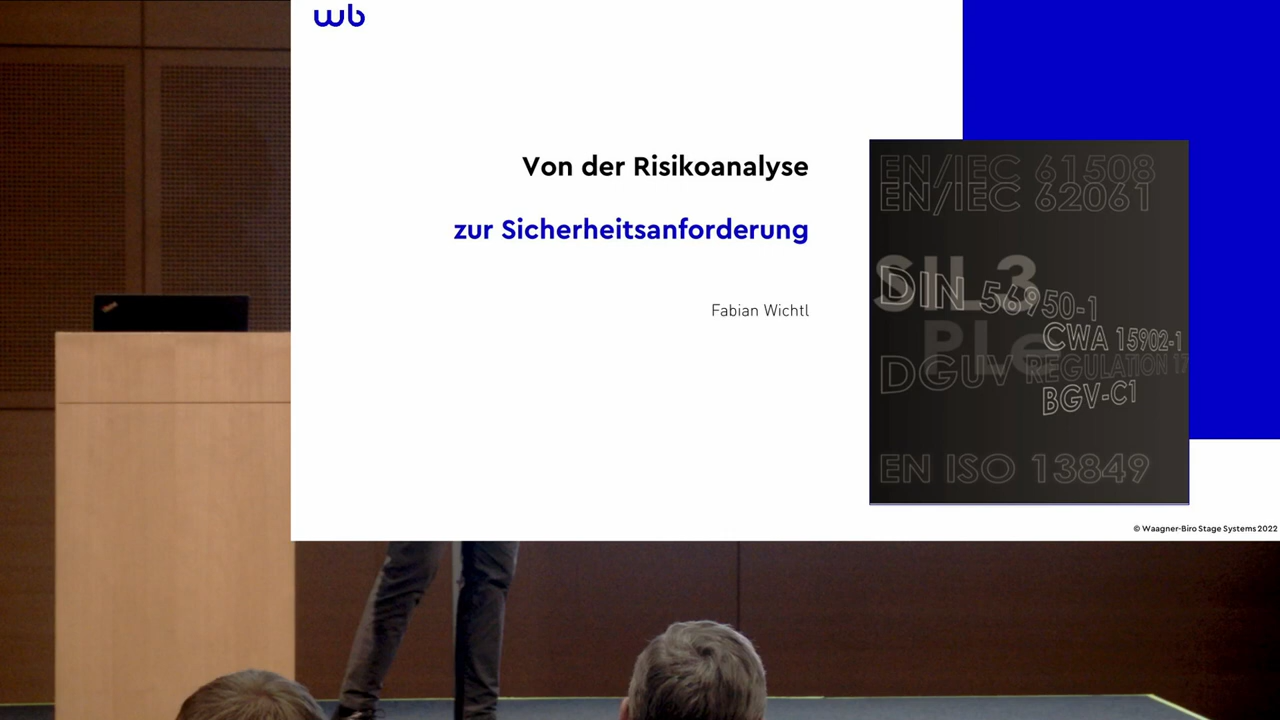 wb
Von der Risikoanalyse
zur Sicherheitsanforderung
Fabian Wichtl
EN/IEC 61508
EN/IEC 62061
SIL 3
DIN 56950-1
PLe
CWA 15902-1
DGUV REGULATION 17
BGV-C1
EN ISO 13849
© Waagner-Biro Stage Systems 2022